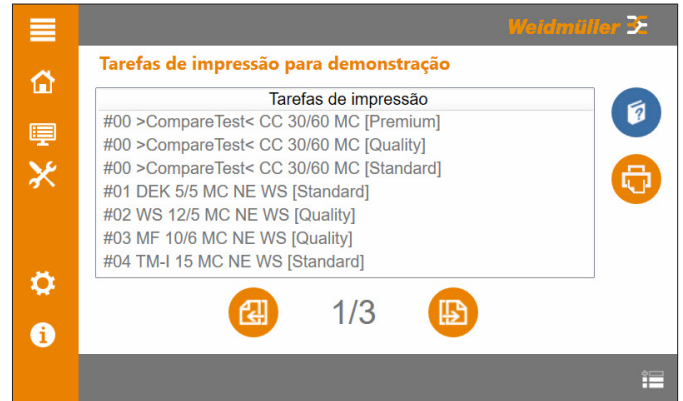 Weidmüller
Tarefas de impressão para demonstração
Tarefas de impressão
#00 >CompareTest< CC 30/60 MC [Premium]
#00 >CompareTest< CC 30/60 MC [Quality]
#00 >CompareTest< CC 30/60 MC [Standard]
#01 DEK 5/5 MC NE WS [Standard]
#02 WS 12/5 MC NE WS [Quality]
#03 MF 10/6 MC NE WS [Quality]
#04 TM-I 15 MC NE WS [Standard]
1/3